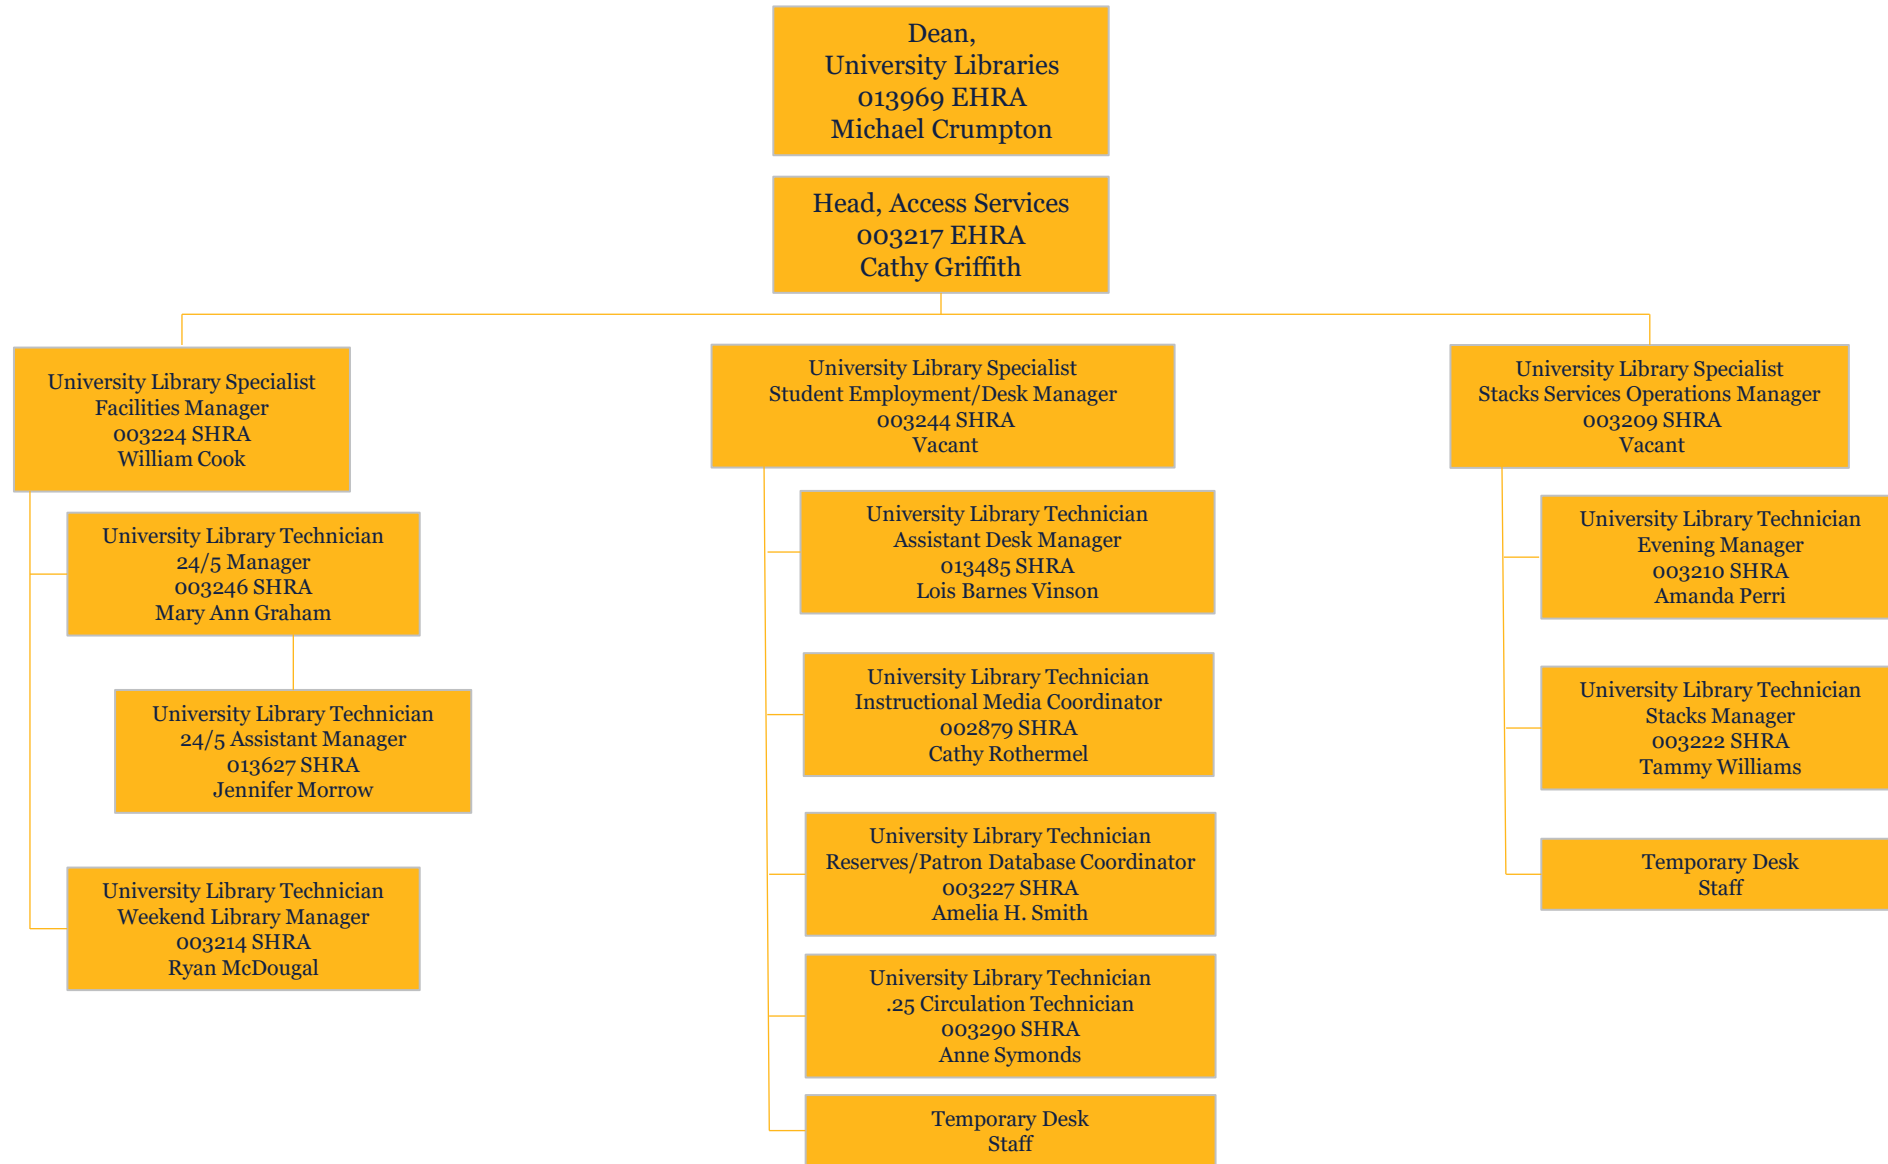 Dean,
University Libraries
013969 EHRA
Michael Crumpton
Head, Access Services
003217 EHRA
Cathy Griffith
University Library Specialist
Facilities Manager
003224 SHRA
William Cook
University Library Technician
24/5 Manager
003246 SHRA
Mary Ann Graham
University Library Technician
24/5 Assistant Manager
013627 SHRA
Jennifer Morrow
University Library Technician
Weekend Library Manager
003214 SHRA
Ryan McDougal
University Library Specialist
Student Employment/Desk Manager
003244 SHRA
Vacant
University Library Technician
Assistant Desk Manager
013485 SHRA
Lois Barnes Vinson
University Library Technician
Instructional Media Coordinator
002879 SHRA
Cathy Rothermel
University Library Technician
Reserves/Patron Database Coordinator
003227 SHRA
Amelia H. Smith
University Library Technician
.25 Circulation Technician
003290 SHRA
Anne Symonds
Temporary Desk
Staff
University Library Specialist
Stacks Services Operations Manager
003209 SHRA
Vacant
University Library Technician
Evening Manager
003210 SHRA
Amanda Perri
University Library Technician
Stacks Manager
003222 SHRA
Tammy Williams
Temporary Desk
Staff